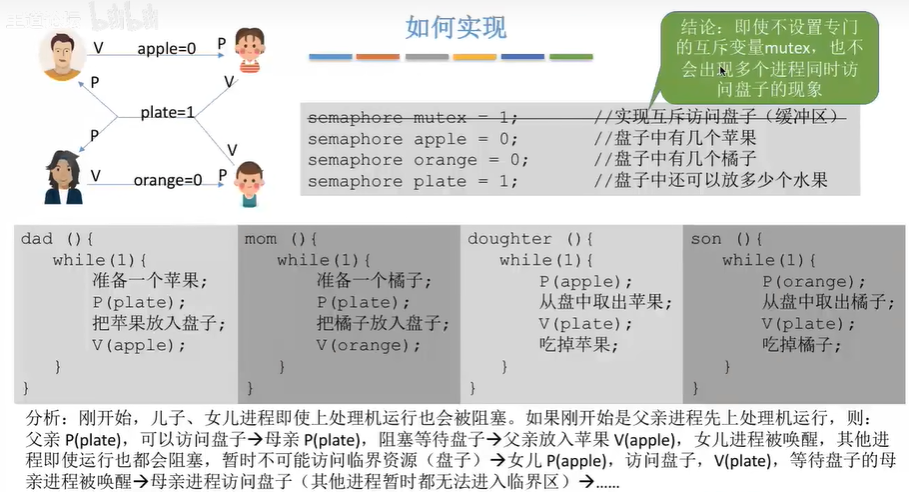 如何实现
结论：即使不设置专门
的互斥变量mutex，也不
会出现多个进程同时访
问盘子的现象
V apple=0 P
P V
plate=1
P V
V orange=0 P
semaphore mutex = 1; //实现互斥访问盘子（缓冲区）
semaphore apple = 0; //盘子中有几个苹果
semaphore orange = 0; //盘子中有几个橘子
semaphore plate = 1; //盘子中还可以放多少个水果
dad (){
while(1){
准备一个苹果;
P(plate);
把苹果放入盘子;
V(apple);
}
}
mom (){
while(1){
准备一个橘子;
P(plate);
把橘子放入盘子;
V(orange);
}
}
doughter (){
while(1){
P(apple);
从盘中取出苹果;
V(plate);
吃掉苹果;
}
}
son (){
while(1){
P(orange);
从盘中取出橘子;
V(plate);
吃掉橘子;
}
}
分析：刚开始，儿子、女儿进程即使上处理机运行也会被阻塞。如果刚开始是父亲进程先上处理机运行，则：
父亲 P(plate)，可以访问盘子→母亲 P(plate)，阻塞等待盘子→父亲放入苹果 V(apple)，女儿进程被唤醒，其他进
程即使运行也都会阻塞，暂时不可能访问临界资源（盘子）→女儿 P(apple)，访问盘子，V(plate)，等待盘子的母
亲进程被唤醒→母亲进程访问盘子（其他进程暂时都无法进入临界区）→……